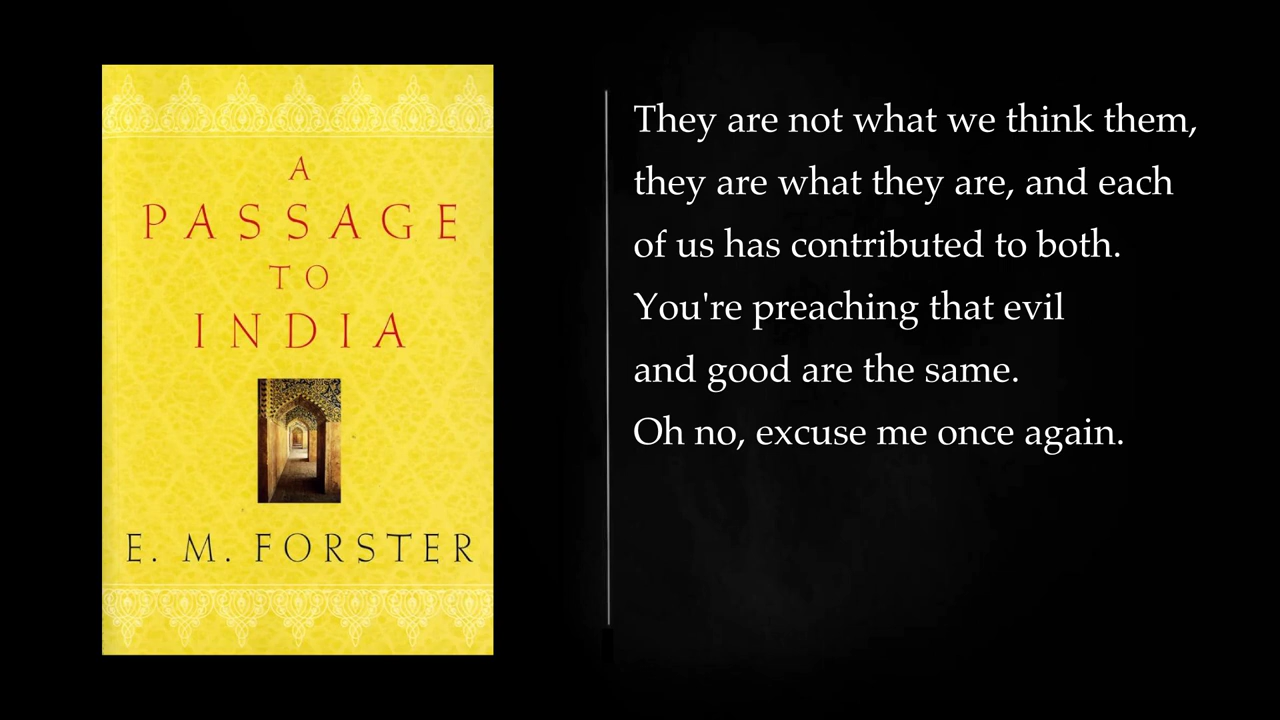 A
PASSAGE
TO
INDIA
E. M. FORSTER
They are not what we think them,
they are what they are, and each
of us has contributed to both.
You're preaching that evil
and good are the same.
Oh no, excuse me once again.